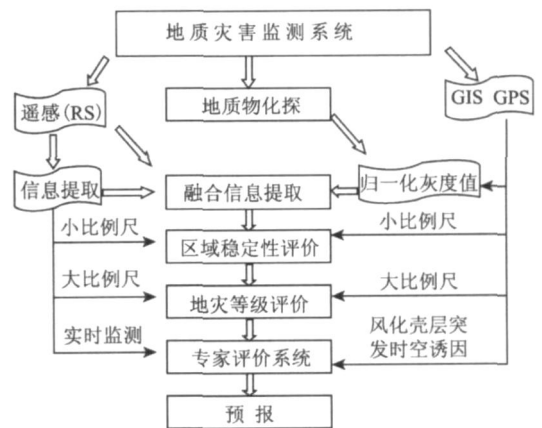 地质灾害监测系统
遥感(RS)
地质物化探
GIS GPS
信息提取
融合信息提取
归一化灰度值
小比例尺
小比例尺
区域稳定性评价
大比例尺
大比例尺
地灾等级评价
实时监测
风化壳层突
发时空诱因
专家评价系统
预报